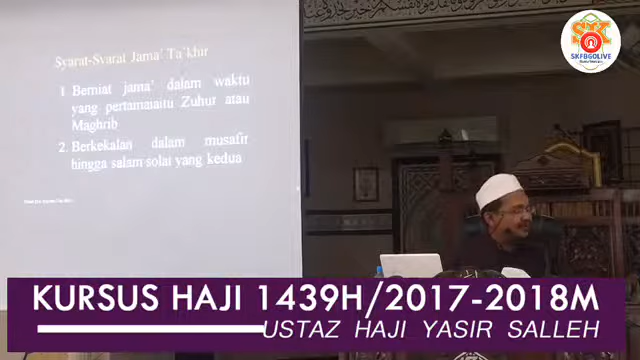 Syarat-Syarat Jama' Ta'khir
1 Berniat jama' dalam waktu
yang pertamaiaitu Zuhur atau
Maghrib
2. Berkekalan dalam musafir
hingga salam solat yang kedua
SKFBGOLIVE
KURSUS HAJI 1439H/2017-2018M
USTAZ HAJI YASIR SALLEH